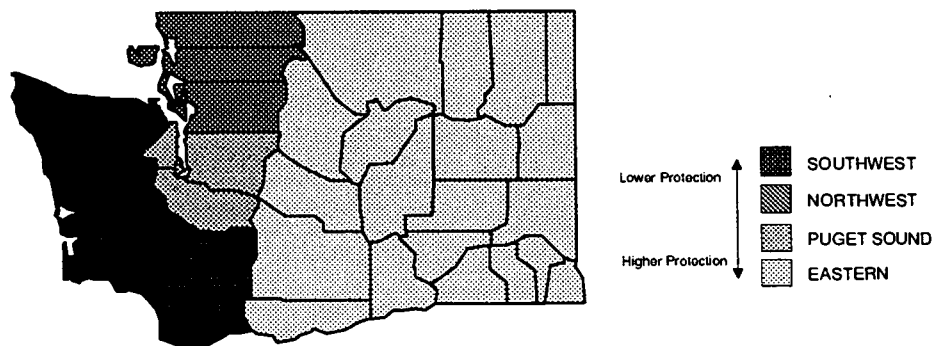 SOUTHWEST
Lower Protection
NORTHWEST
PUGET SOUND
Higher Protection
EASTERN